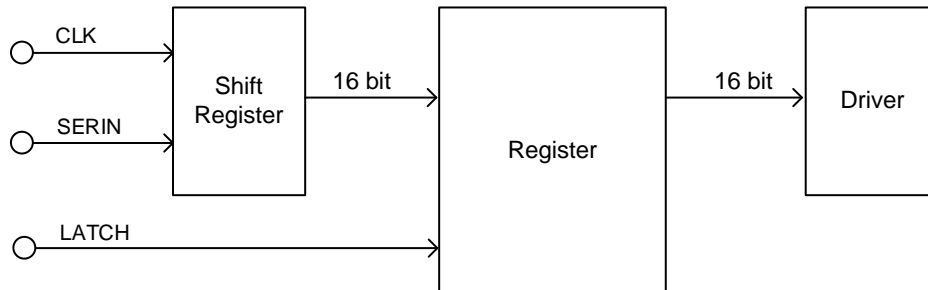 CLK
Shift
Register
16 bit
16 bit
Driver
SERIN
Register
LATCH